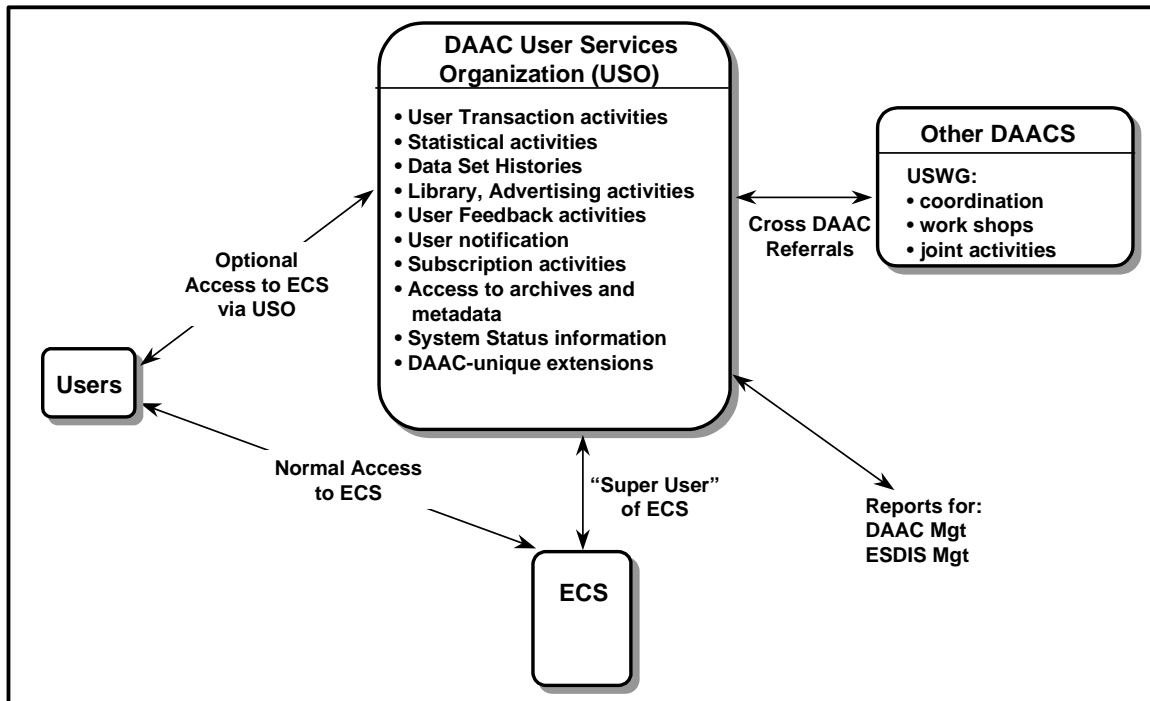 DAAC User Services
Organization (USO)
• User Transaction activities
• Statistical activities
• Data Set Histories
• Library, Advertising activities
• User Feedback activities
• User notification
• Subscription activities
• Access to archives and
metadata
• System Status information
• DAAC-unique extensions
Other DAACS
USWG:
• coordination
• work shops
• joint activities
Cross DAAC
Referrals
Optional
Access to ECS
via USO
Users
Normal Access
to ECS
“Super User”
of ECS
Reports for:
DAAC Mgt
ESDIS Mgt
ECS